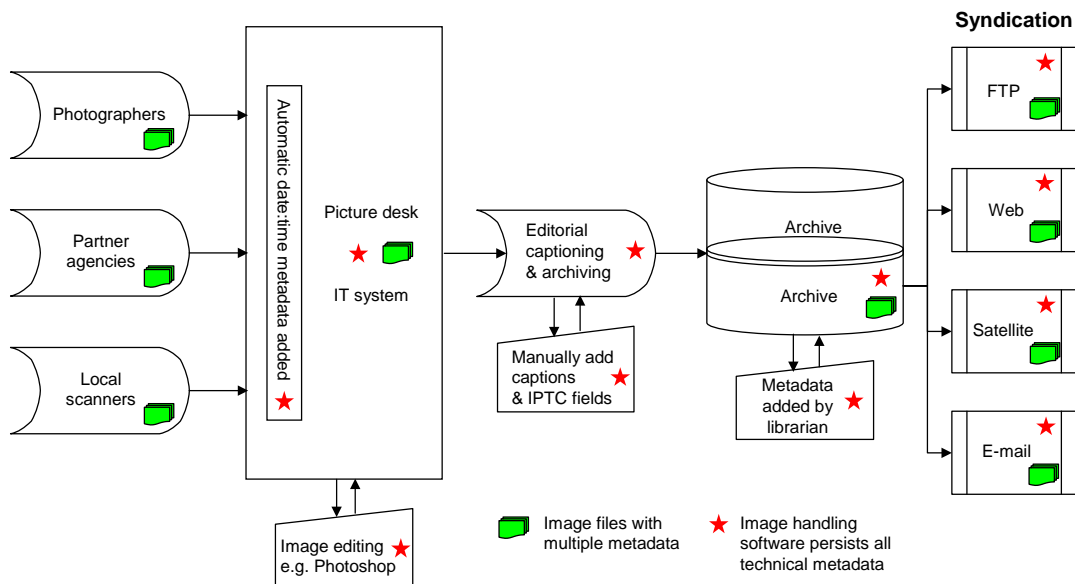 Syndication
Photographers
Partner
agencies
Local
scanners
Automatic date:time metadata added
Picture desk
IT system
Image editing
e.g. Photoshop
Editorial
captioning
& archiving
Manually add
captions
& IPTC fields
Archive
Archive
Metadata
added by
librarian
FTP
Web
Satellite
E-mail
Image files with
multiple metadata
Image handling
software persists all
technical metadata